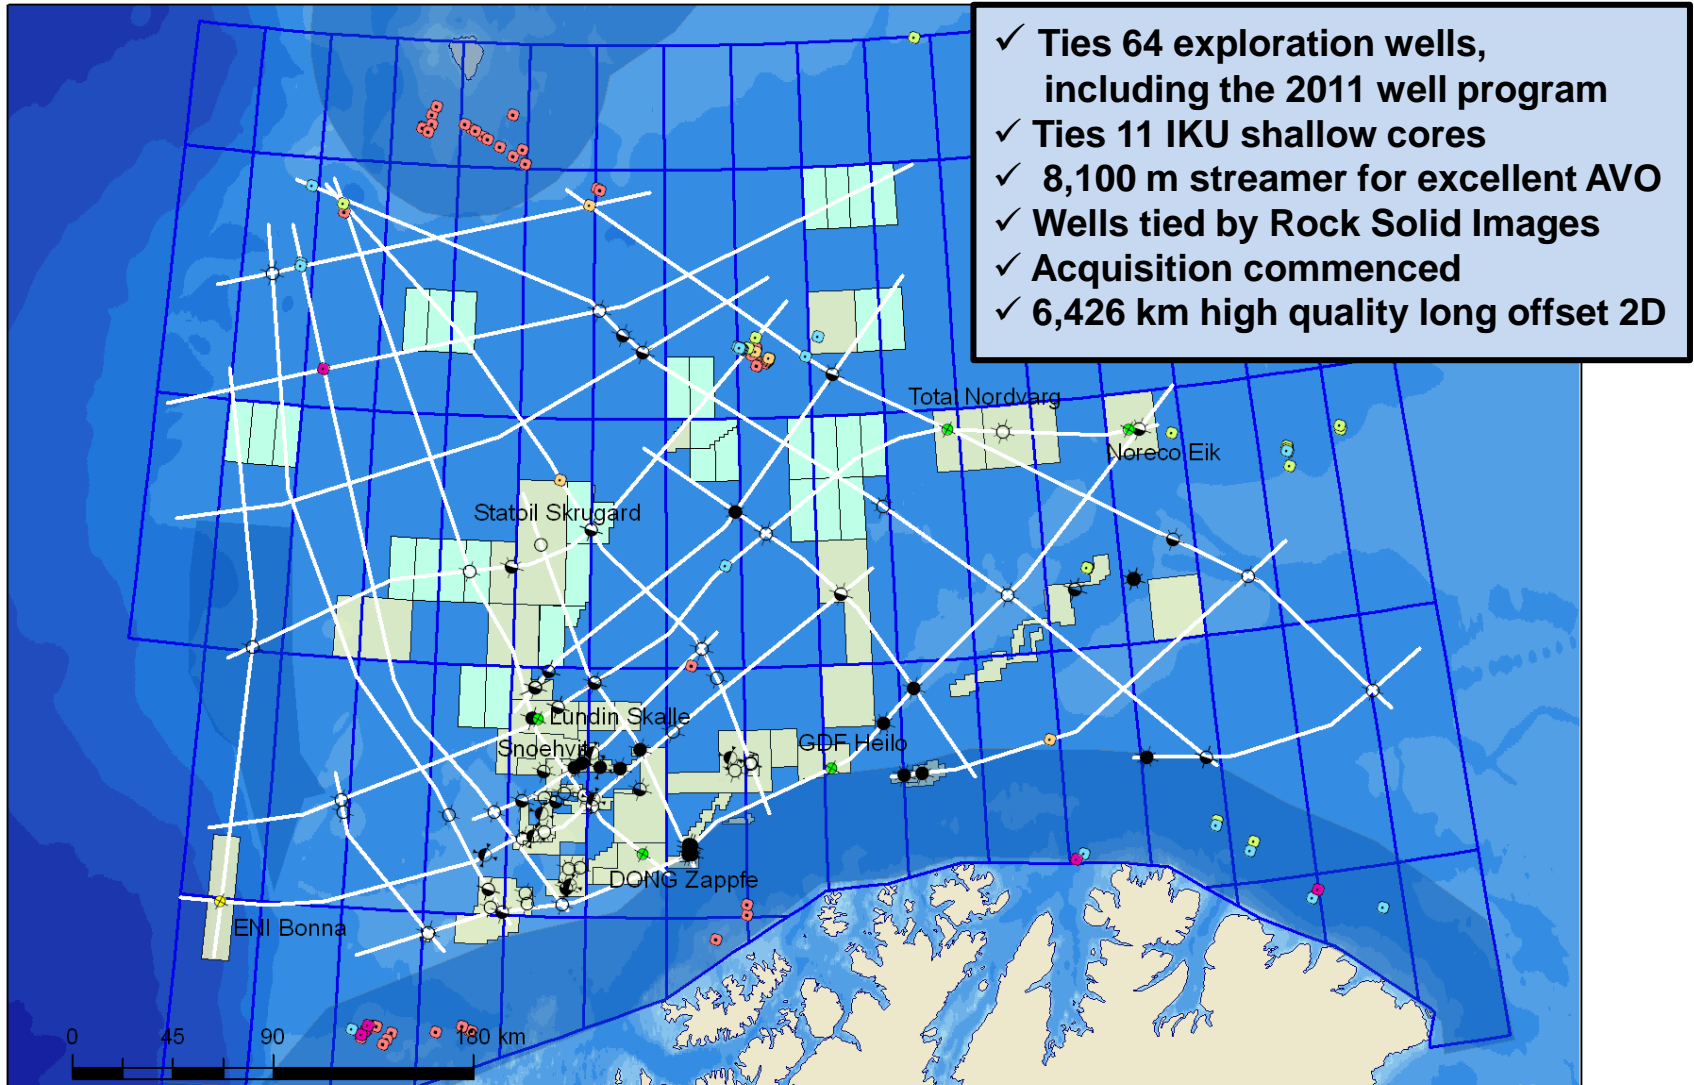 ✓ Ties 64 exploration wells,
including the 2011 well program
✓ Ties 11 IKU shallow cores
✓ 8,100 m streamer for excellent AVO
✓ Wells tied by Rock Solid Images
✓ Acquisition commenced
✓ 6,426 km high quality long offset 2D
Total Nordvarg
Noreco Eik
Statoil Skrugard
Lundin Skalle
Snoehvit
GDF Heilo
DONG Zappfe
ENI Bonna
0 45 90 180 km